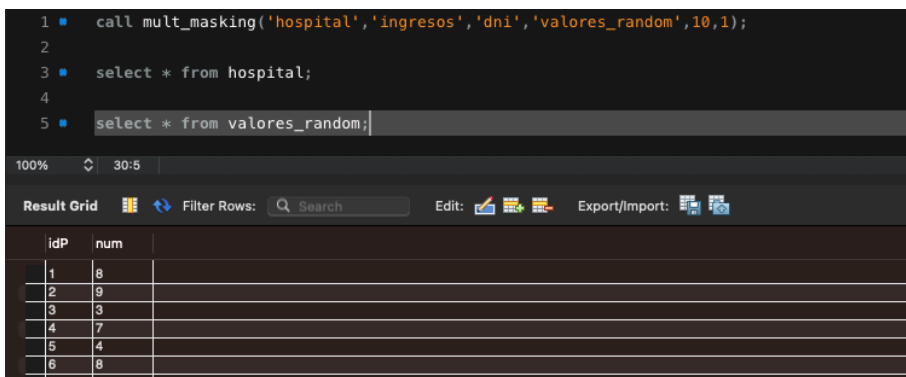 1 call mult_masking('hospital','ingresos','dni','valores_random',10,1);
2
3 select * from hospital;
4
5 select * from valores_random;
100% 30:5
Result Grid Filter Rows: Search Edit: Export/Import:
idP num
1 8
2 9
3 3
4 7
5 4
6 8